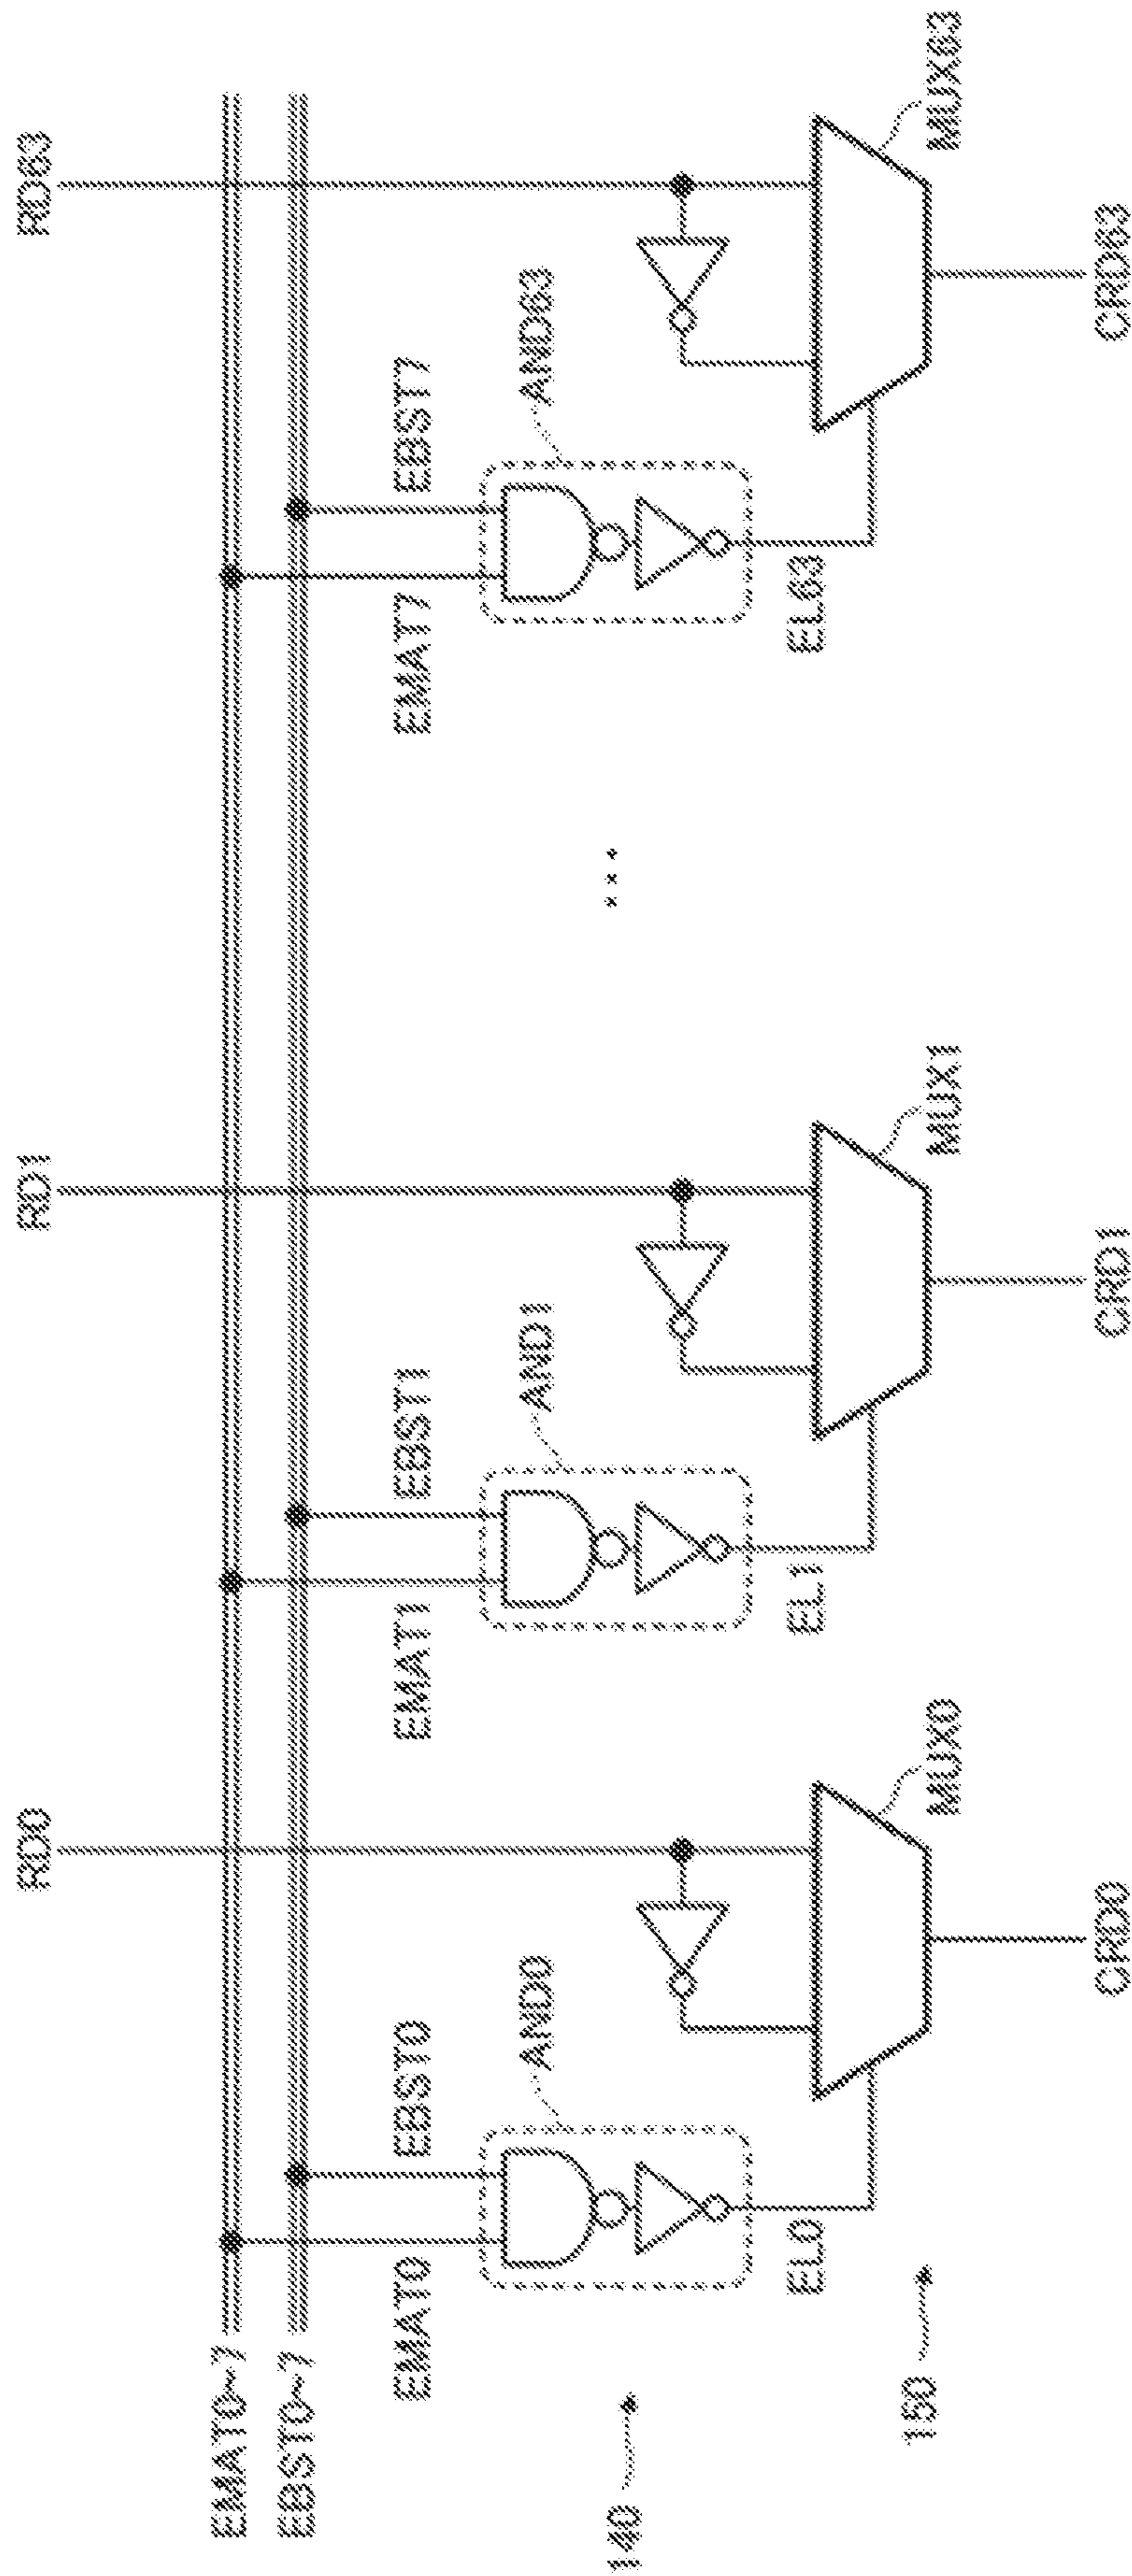 RD0
RD1
RD63
EMAT0~7
EBST0~7
EMAT0
EBST0
EMAT1
EBST1
EMAT7
EBST7
AND0
AND1
AND63
140
...
EL0
EL1
EL63
150
MUX0
MUX1
MUX63
CRD0
CRD1
CRD63